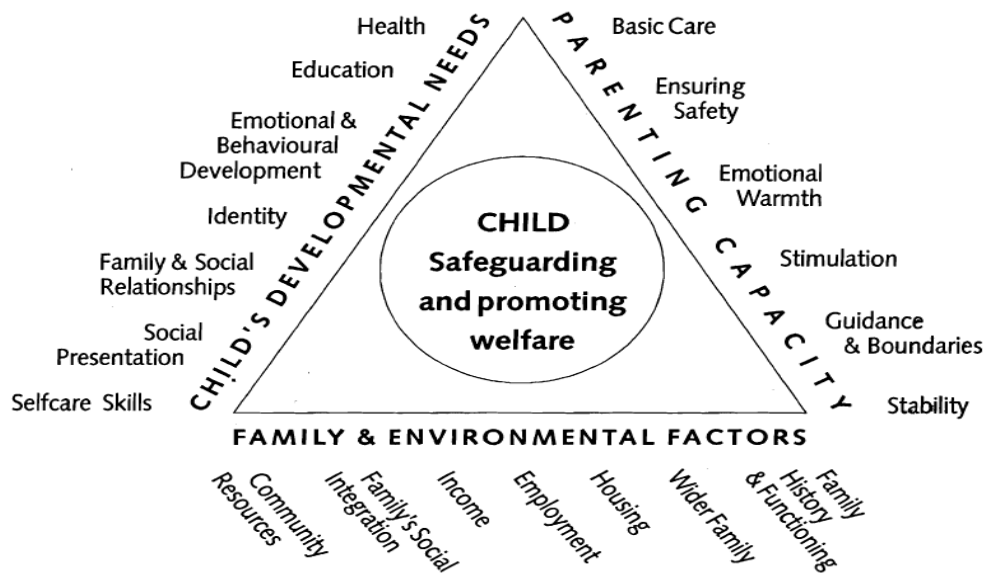 Health
Education
Emotional &
Behavioural
Development
Identity
Family & Social
Relationships
Social
Presentation
Selfcare Skills
CHILD'S DEVELOPMENTAL NEEDS
CHILD
Safeguarding
and promoting
welfare
PARENTING CAPACITY
Basic Care
Ensuring
Safety
Emotional
Warmth
Stimulation
Guidance
& Boundaries
Stability
FAMILY & ENVIRONMENTAL FACTORS
Community
Resources
Family's Social
Integration
Income
Employment
Housing
Wider Family
Family
History
& Functioning